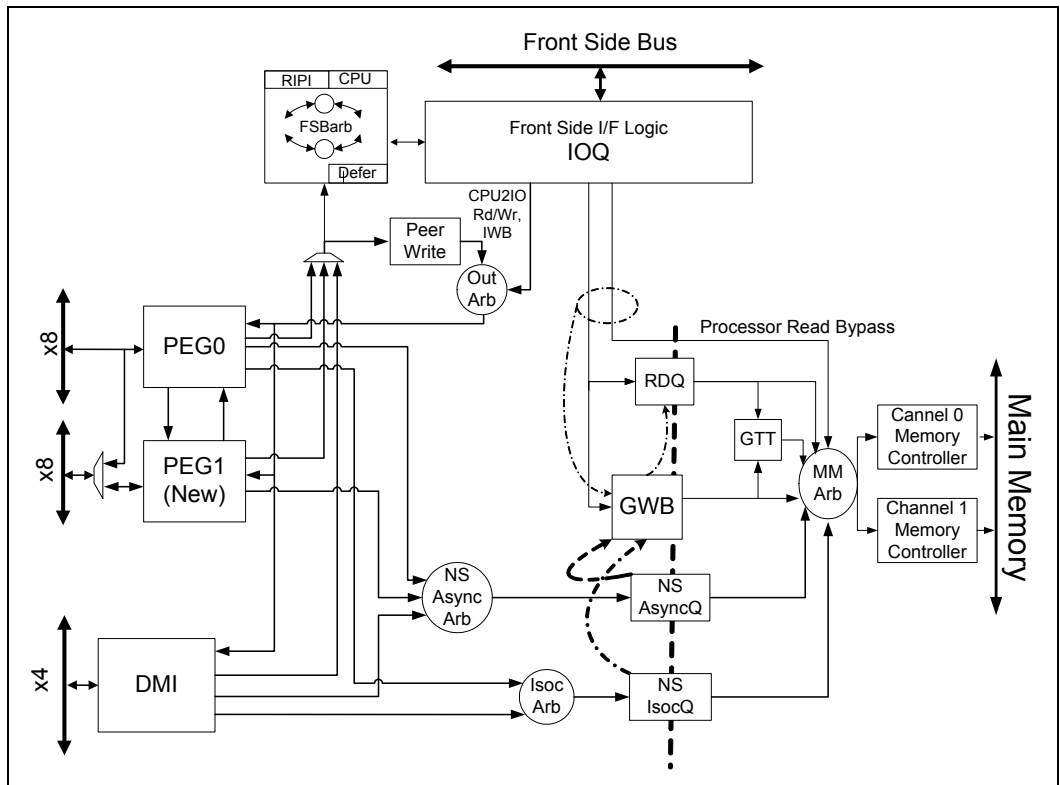 Front Side Bus
RIPI CPU
FSBarb
Defer
Front Side I/F Logic
IOQ
CPU2IO
Rd/Wr,
IWB
Peer
Write
Out
Arb
x8
PEG0
Processor Read Bypass
RDQ
GTT
Cannel 0
Memory
Controller
x8
PEG1
(New)
GWB
MM
Arb
Channel 1
Memory
Controller
Main Memory
NS
Async
Arb
NS
AsyncQ
x4
DMI
Isoc
Arb
NS
IsocQ